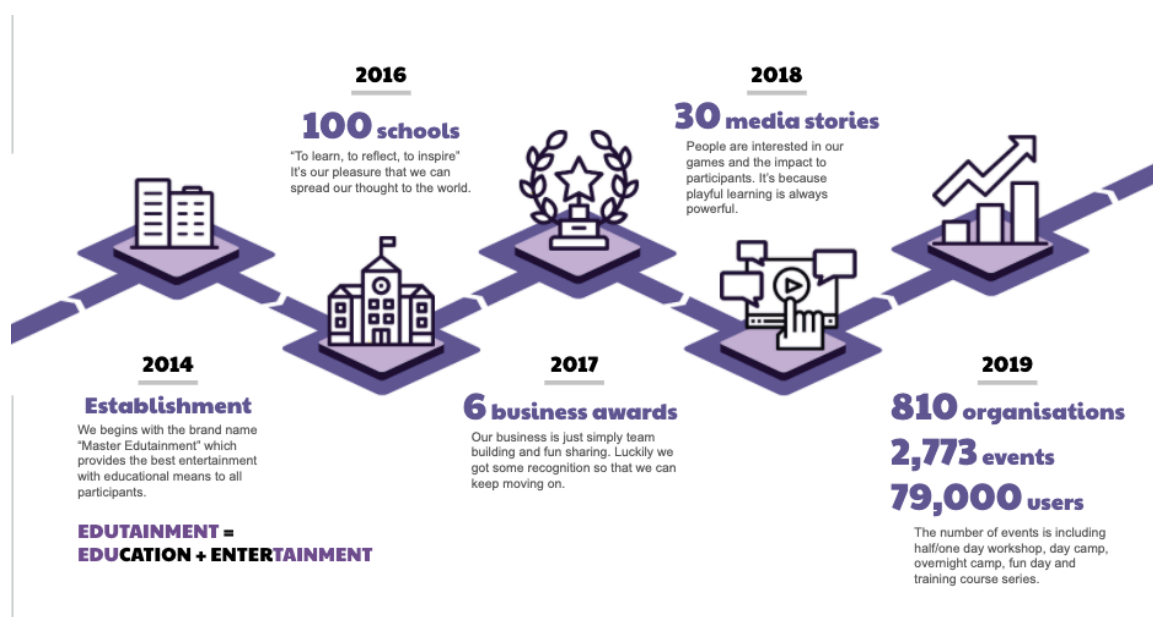 2014
Establishment
We begins with the brand name
“Master Edutainment” which
provides the best entertainment
with educational means to all
participants.
EDUTAINMENT =
EDUCATION + ENTERTAINMENT
2016
100 schools
“To learn, to reflect, to inspire”
It’s our pleasure that we can
spread our thought to the world.
2017
6 business awards
Our business is just simply team
building and fun sharing. Luckily we
got some recognition so that we can
keep moving on.
2018
30 media stories
People are interested in our
games and the impact to
participants. It’s because
playful learning is always
powerful.
2019
810 organisations
2,773 events
79,000 users
The number of events is including
half/one day workshop, day camp,
overnight camp, fun day and
training course series.